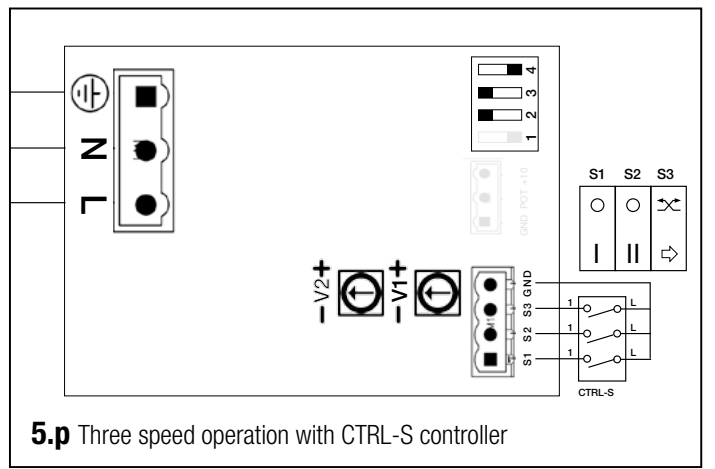 N
L
4
3
2
1
GND POT +10
− V2 +
− V1 +
GND
S3
S2
S1
S1 S2 S3
I II
1 L
1 L
1 L
CTRL-S
5.p Three speed operation with CTRL-S controller